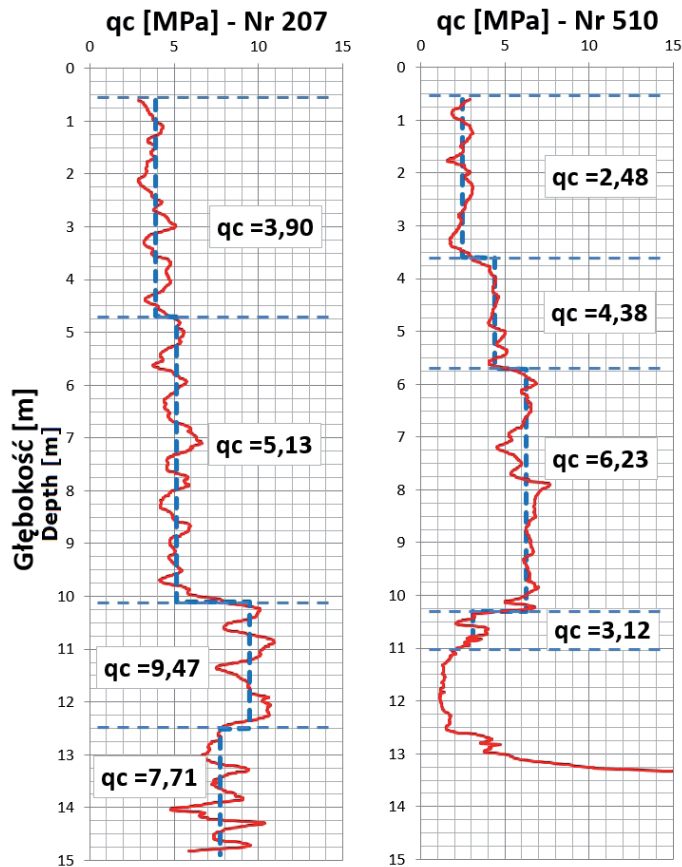 qc [MPa] - Nr 207
0 5 10 15
qc [MPa] - Nr 510
0 5 10 15
Głębokość [m]
Depth [m]
0
1
2
3
4
5
6
7
8
9
10
11
12
13
14
15
qc =3,90
qc =5,13
qc =9,47
qc =7,71
0
1
2
3
4
5
6
7
8
9
10
11
12
13
14
15
qc =2,48
qc =4,38
qc =6,23
qc =3,12